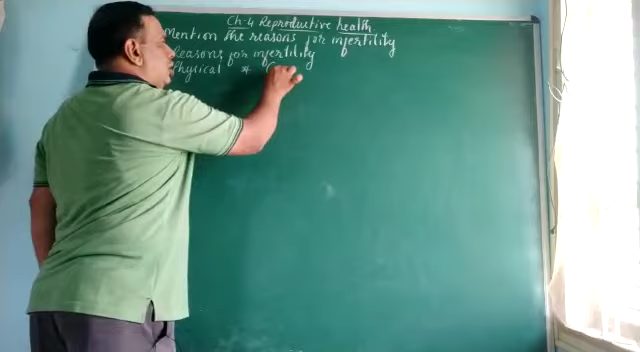 Ch-4 Reproductive health
Mention the reasons for infertility
Reasons for infertility
Physical * C